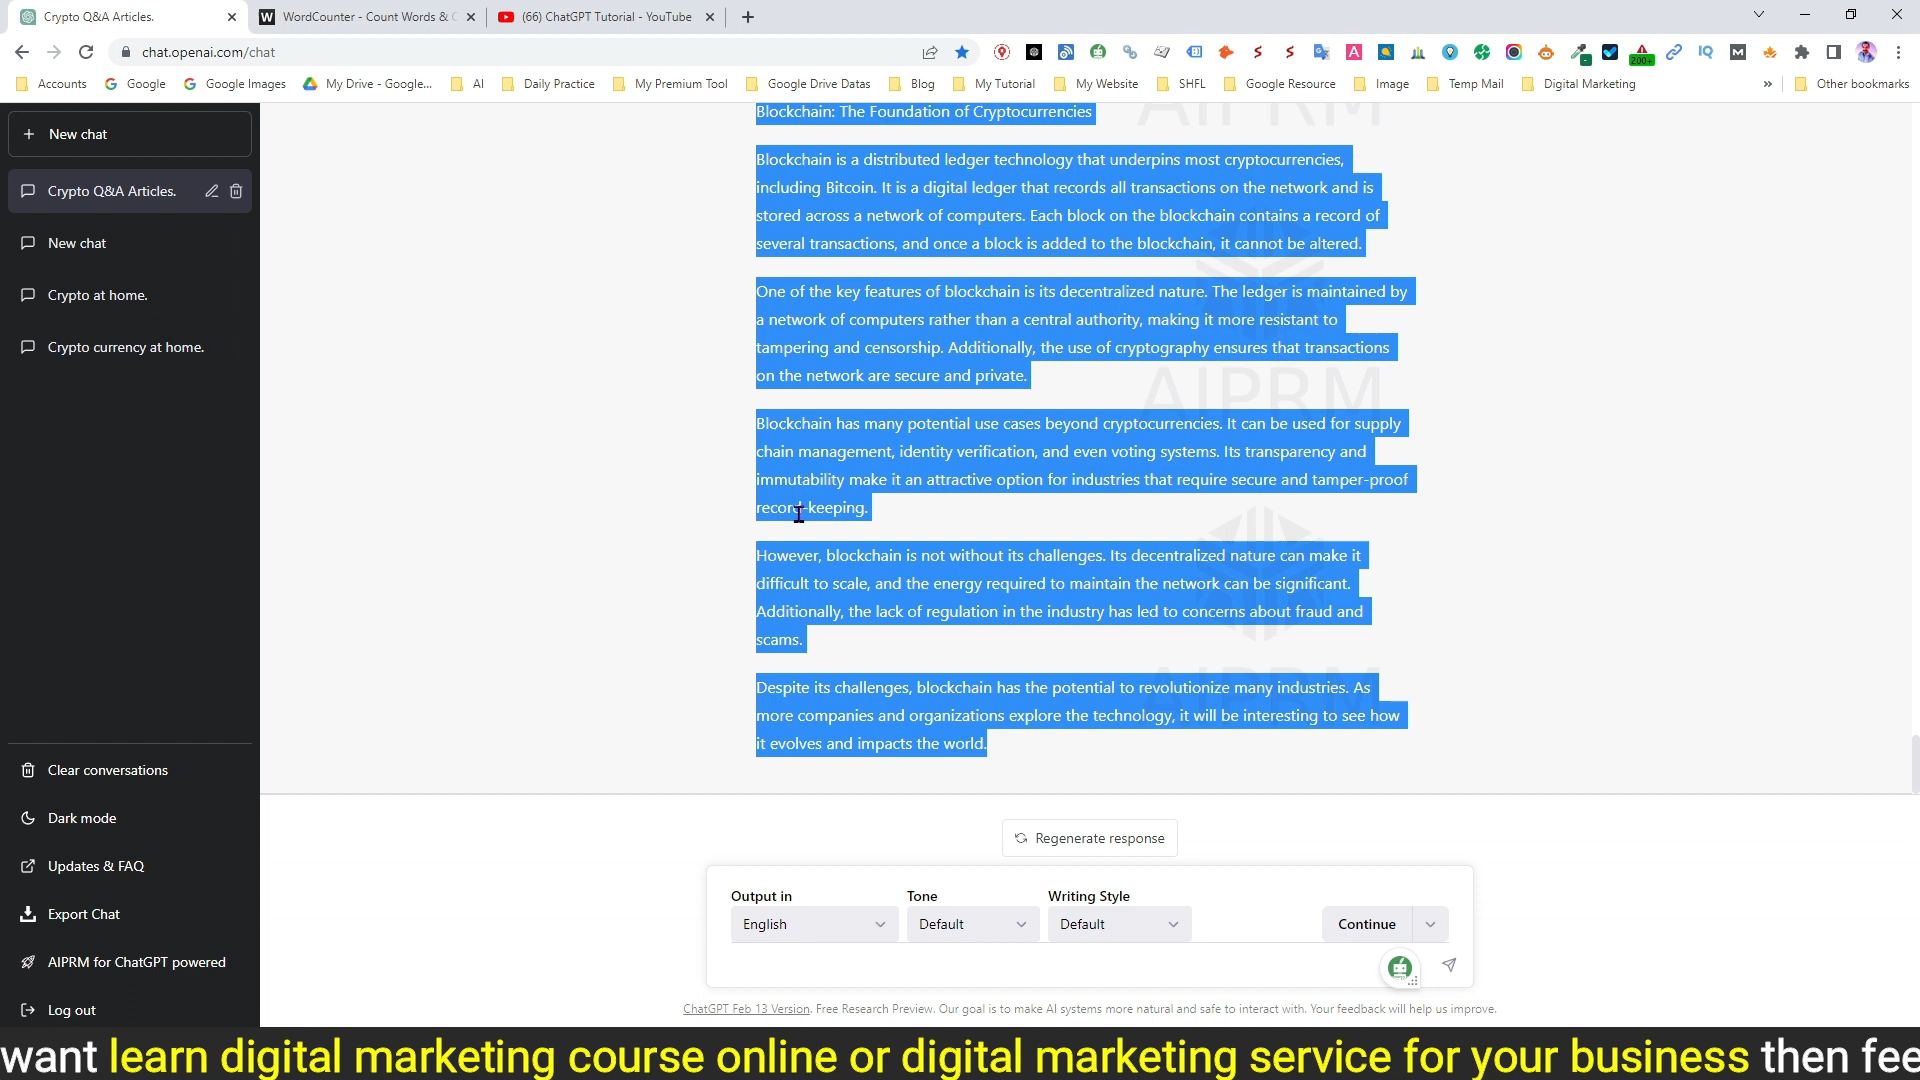 Crypto Q&A Articles.
WordCounter - Count Words & C
(66) ChatGPT Tutorial - YouTube
chat.openai.com/chat
200+
Accounts
Google
Google Images
My Drive - Google...
AI
Daily Practice
My Premium Tool
Google Drive Datas
Blog
My Tutorial
My Website
SHFL
Google Resource
Image
Temp Mail
Digital Marketing
»
Other bookmarks
New chat
Crypto Q&A Articles.
New chat
Crypto at home.
Crypto currency at home.
Clear conversations
Dark mode
Updates & FAQ
Export Chat
AIPRM for ChatGPT powered
Log out
Blockchain: The Foundation of Cryptocurrencies
Blockchain is a distributed ledger technology that underpins most cryptocurrencies,
including Bitcoin. It is a digital ledger that records all transactions on the network and is
stored across a network of computers. Each block on the blockchain contains a record of
several transactions, and once a block is added to the blockchain, it cannot be altered.
One of the key features of blockchain is its decentralized nature. The ledger is maintained by
a network of computers rather than a central authority, making it more resistant to
tampering and censorship. Additionally, the use of cryptography ensures that transactions
on the network are secure and private.
Blockchain has many potential use cases beyond cryptocurrencies. It can be used for supply
chain management, identity verification, and even voting systems. Its transparency and
immutability make it an attractive option for industries that require secure and tamper-proof
record-keeping.
However, blockchain is not without its challenges. Its decentralized nature can make it
difficult to scale, and the energy required to maintain the network can be significant.
Additionally, the lack of regulation in the industry has led to concerns about fraud and
scams.
Despite its challenges, blockchain has the potential to revolutionize many industries. As
more companies and organizations explore the technology, it will be interesting to see how
it evolves and impacts the world.
AIPRM
AIPRM
AIPRM
Regenerate response
Output in
Tone
Writing Style
English
Default
Default
Continue
ChatGPT Feb 13 Version. Free Research Preview. Our goal is to make AI systems more natural and safe to interact with. Your feedback will help us improve.
want learn digital marketing course online or digital marketing service for your business then fee